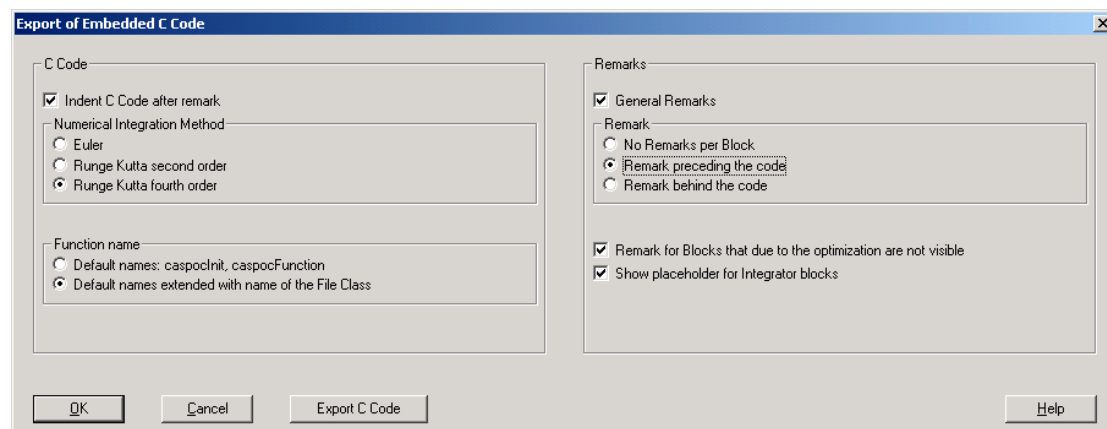 Export of Embedded C Code
C Code
Indent C Code after remark
Numerical Integration Method
Euler
Runge Kutta second order
Runge Kutta fourth order
Function name
Default names: caspocInit, caspocFunction
Default names extended with name of the File Class
Remarks
General Remarks
Remark
No Remarks per Block
Remark preceding the code
Remark behind the code
Remark for Blocks that due to the optimization are not visible
Show placeholder for Integrator blocks
OK
Cancel
Export C Code
Help